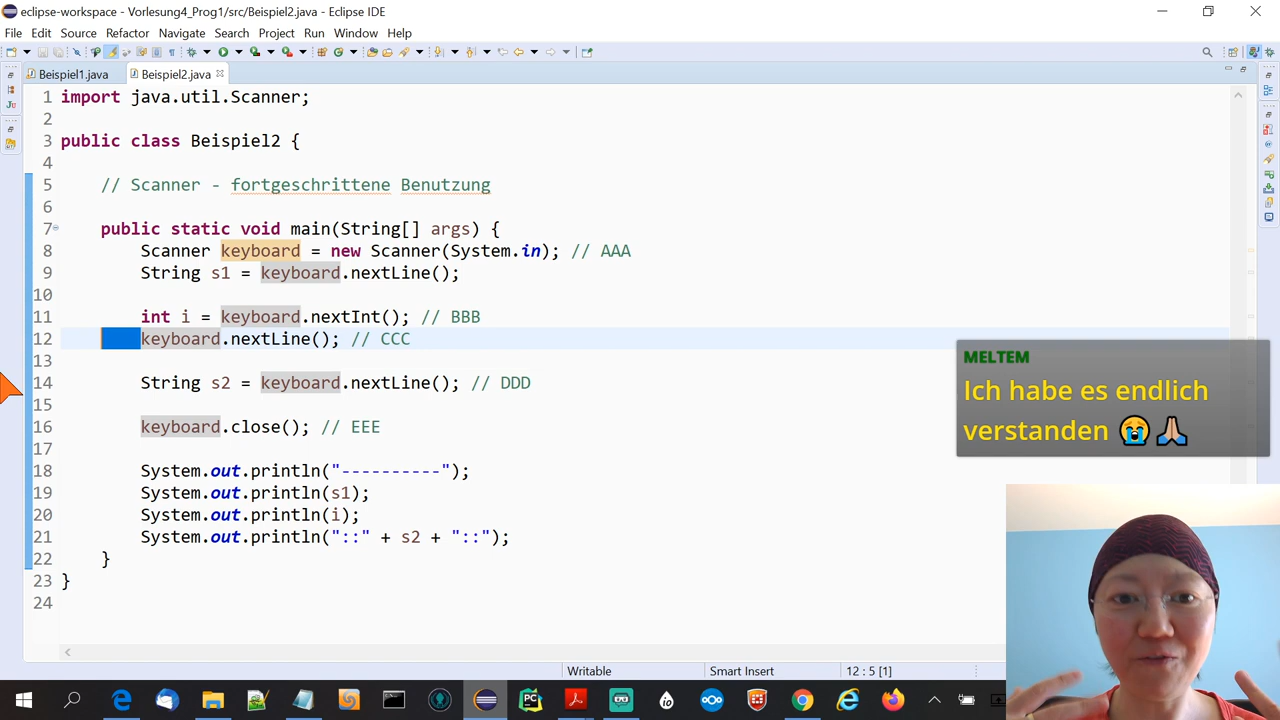 eclipse-workspace - Vorlesung4_Prog1/src/Beispiel2.java - Eclipse IDE
File Edit Source Refactor Navigate Search Project Run Window Help
Beispiel1.java Beispiel2.java
1 import java.util.Scanner;
2
3 public class Beispiel2 {
4
5 // Scanner - fortgeschrittene Benutzung
6
7 public static void main(String[] args) {
8 Scanner keyboard = new Scanner(System.in); // AAA
9 String s1 = keyboard.nextLine();
10
11 int i = keyboard.nextInt(); // BBB
12 keyboard.nextLine(); // CCC
13
14 String s2 = keyboard.nextLine(); // DDD
15
16 keyboard.close(); // EEE
17
18 System.out.println("----------");
19 System.out.println(s1);
20 System.out.println(i);
21 System.out.println("::" + s2 + "::");
22 }
23 }
24
MELTEM
Ich habe es endlich
verstanden 😭🙏🏻
Writable Smart Insert 12 : 5 [1]